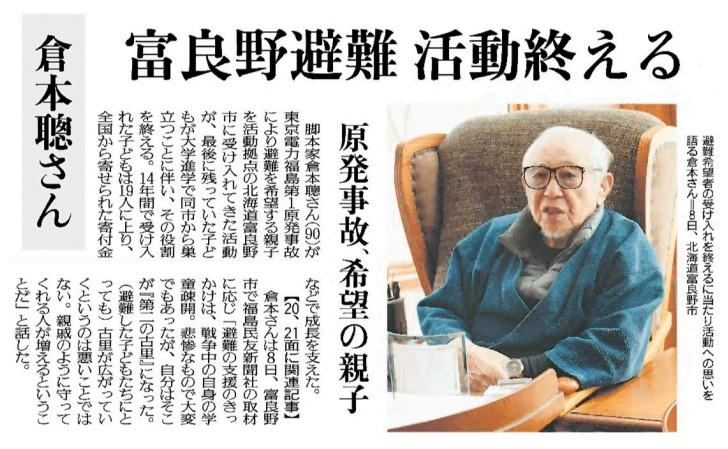 富良野避難 活動終える
倉本聰さん
原発事故、希望の親子
脚本家倉本聰さん(90)が
東京電力福島第1原発事故
により避難を希望する親子
を活動拠点の北海道富良野
市に受け入れてきた活動
が、最後に残っていた子ど
もが大学進学で同市から巣
立つことに伴い、その役割
を終える。14年間で受け入
れた子どもは19人に上り、
全国から寄せられた寄付金
などで成長を支えた。
【20、21面に関連記事】
倉本さんは8日、富良野
市で福島民友新聞社の取材
に応じ「避難の支援のきっ
かけは、戦争中の自身の学
童疎開。悲惨なもので大変
でもあったが、自分はそこ
が『第二の古里』になった。
(避難した子どもたちにと
っても)古里が広がってい
くというのは悪いことでは
ない。親戚のように守って
くれる人が増えるというこ
とだ」と話した。
避難希望者の受け入れを終えるに当たり活動への思いを
語る倉本さん=8日、北海道富良野市